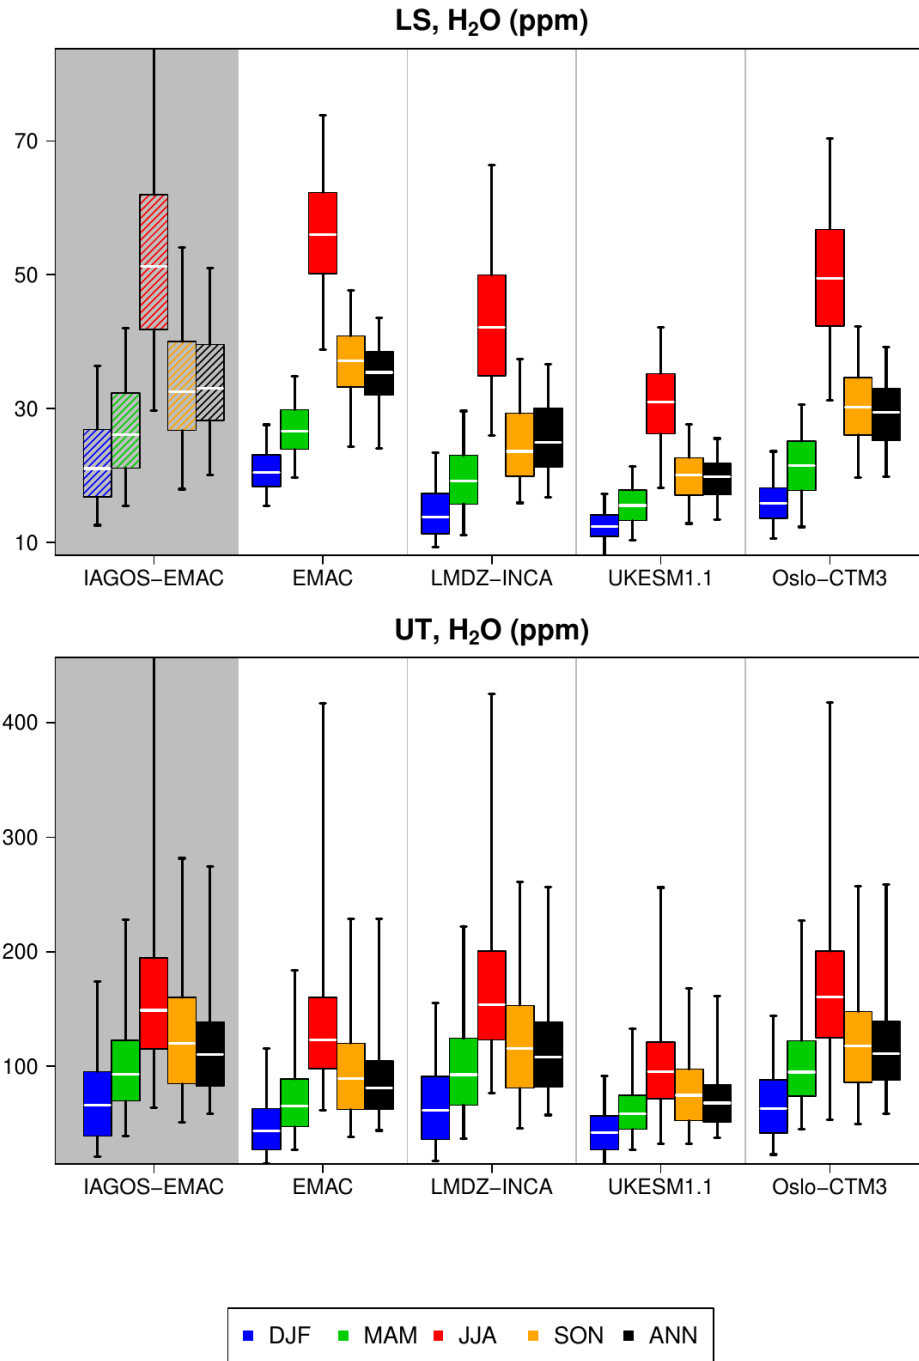 LS, H₂O (ppm)
70
50
30
10
IAGOS−EMAC EMAC LMDZ−INCA UKESM1.1 Oslo−CTM3
UT, H₂O (ppm)
400
300
200
100
IAGOS−EMAC EMAC LMDZ−INCA UKESM1.1 Oslo−CTM3
DJF MAM JJA SON ANN